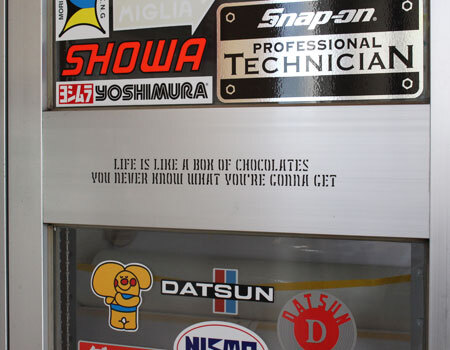 MIGLIA
Snap-on®
PROFESSIONAL
TECHNICIAN
SHOWA
ヨシムラ YOSHIMURA
LIFE IS LIKE A BOX OF CHOCOLATES
YOU NEVER KNOW WHAT YOU'RE GONNA GET
DATSUN
DATSUN
D
NISMO